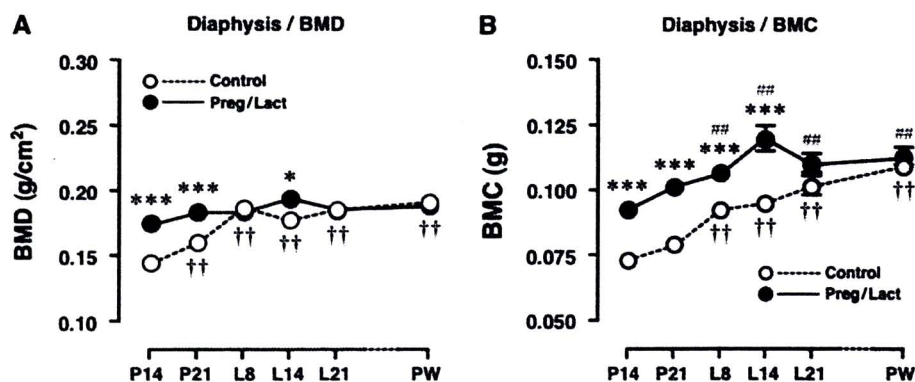 A
Diaphysis / BMD
BMD (g/cm²)
0.30
0.25
0.20
0.15
0.10
Control
Preg/Lact
*** *** *
†† †† †† †† ††
P14 P21 L8 L14 L21 PW
B
Diaphysis / BMC
BMC (g)
0.150
0.125
0.100
0.075
0.050
##
## *** ## ##
*** *** ***
†† †† †† ††
Control
Preg/Lact
P14 P21 L8 L14 L21 PW